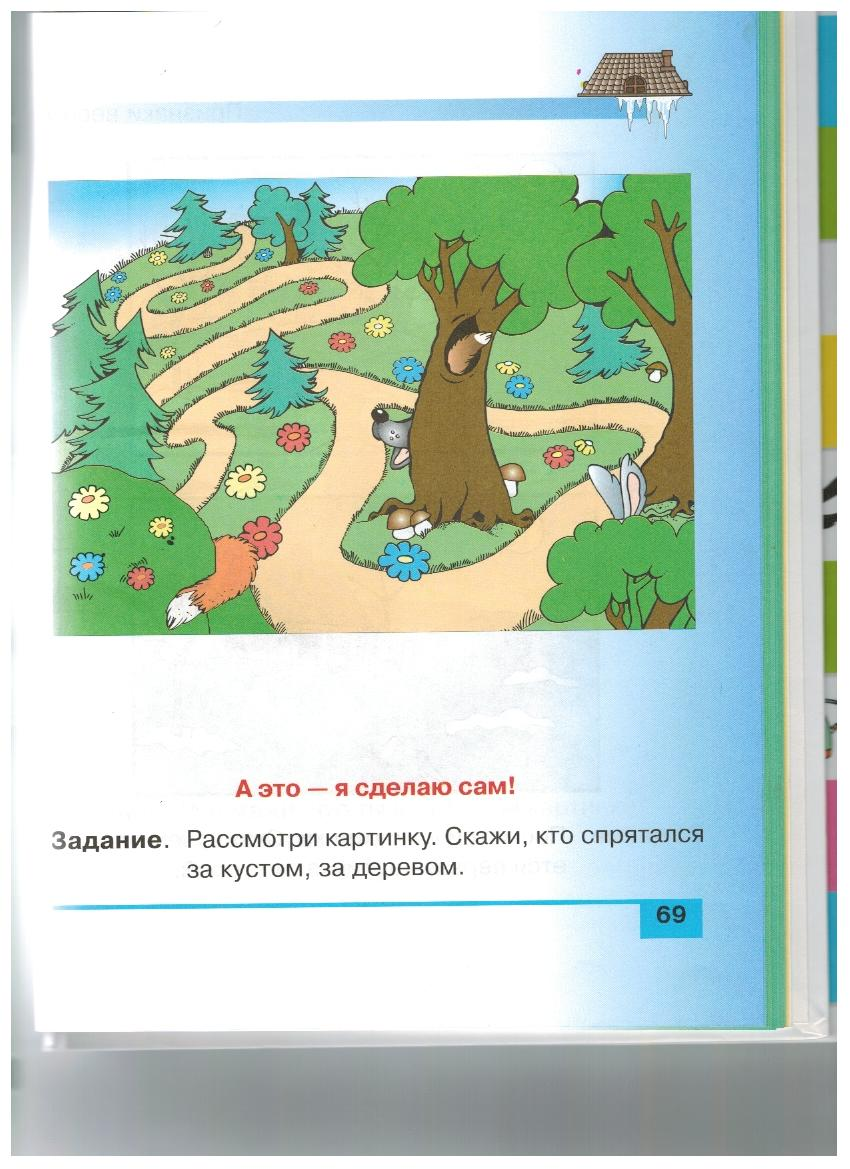 А это — я сделаю сам!
Задание. Рассмотри картинку. Скажи, кто спрятался
за кустом, за деревом.
69